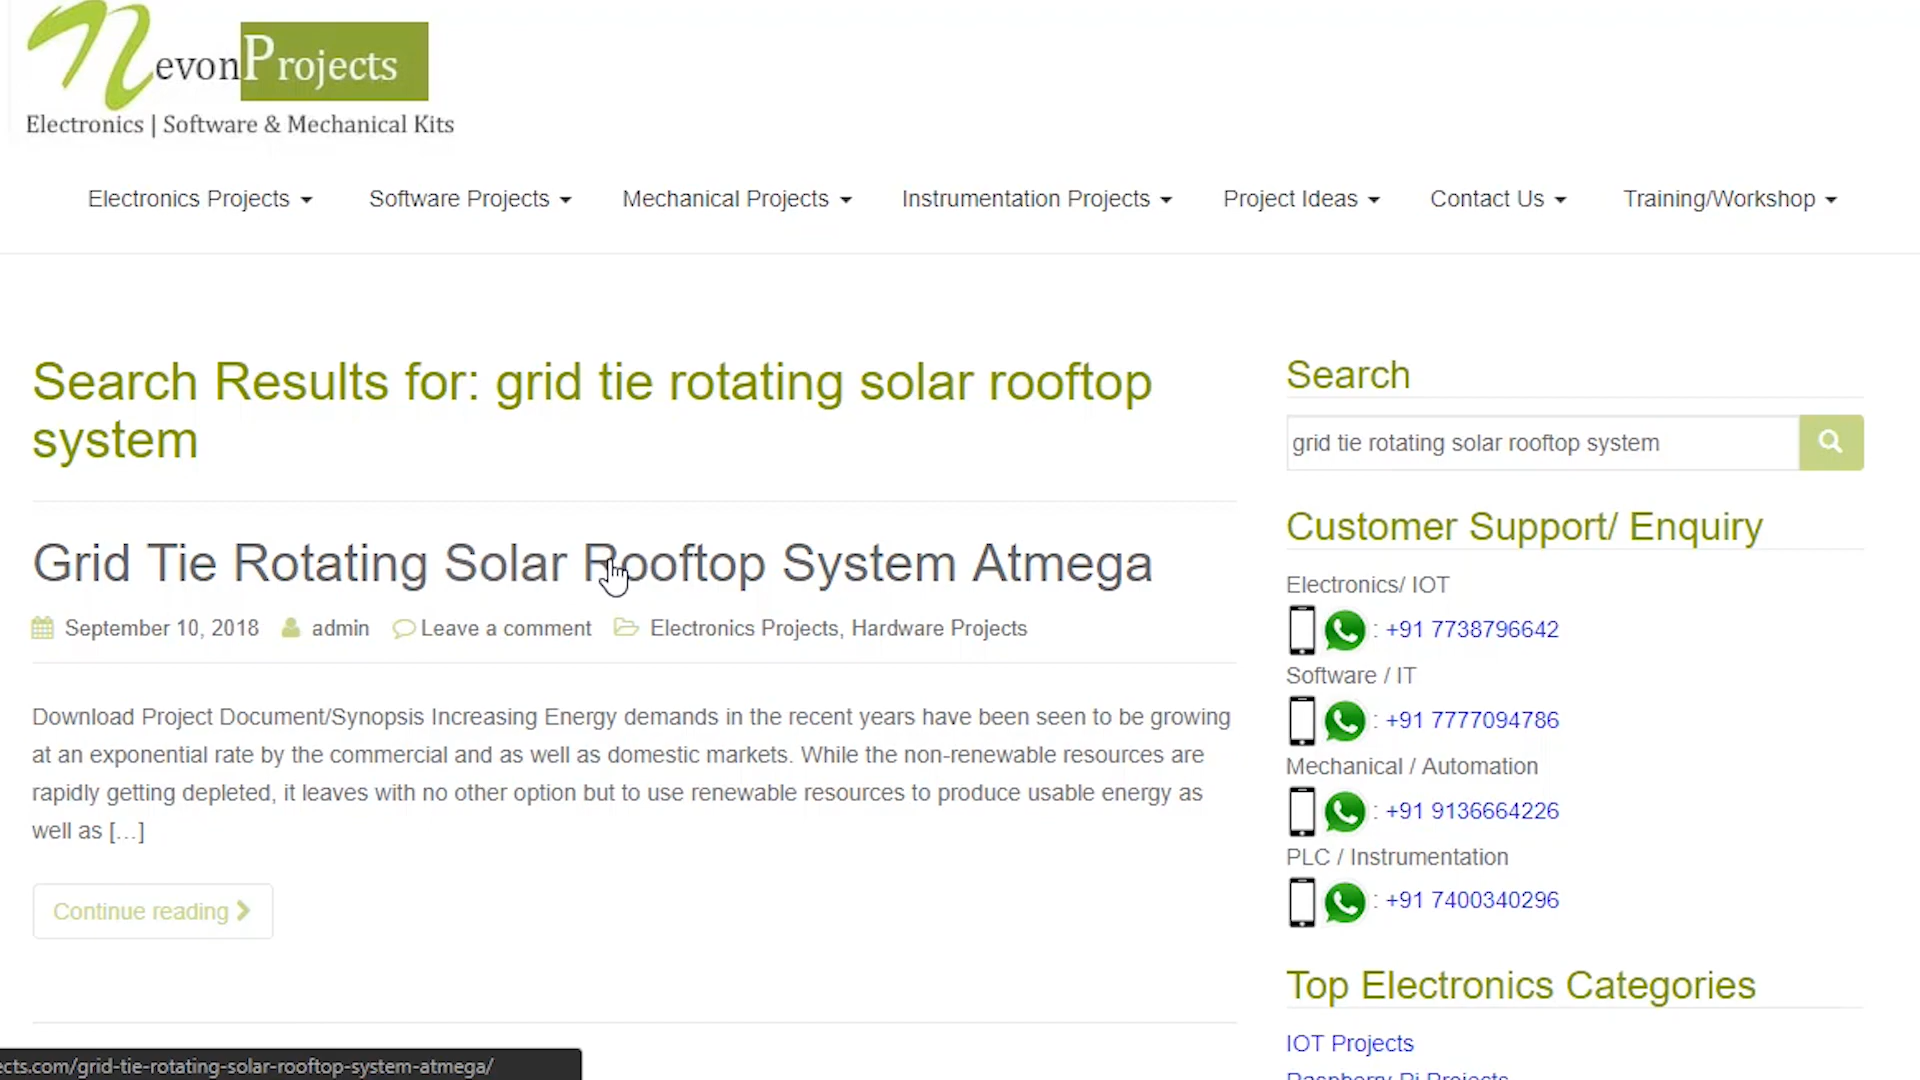 NevonProjects
Electronics | Software & Mechanical Kits
Electronics Projects
Software Projects
Mechanical Projects
Instrumentation Projects
Project Ideas
Contact Us
Training/Workshop
Search Results for: grid tie rotating solar rooftop
system
Grid Tie Rotating Solar Rooftop System Atmega
September 10, 2018 admin Leave a comment Electronics Projects, Hardware Projects
Download Project Document/Synopsis Increasing Energy demands in the recent years have been seen to be growing
at an exponential rate by the commercial and as well as domestic markets. While the non-renewable resources are
rapidly getting depleted, it leaves with no other option but to use renewable resources to produce usable energy as
well as […]
Continue reading
Search
grid tie rotating solar rooftop system
Customer Support/ Enquiry
Electronics/ IOT
: +91 7738796642
Software / IT
: +91 7777094786
Mechanical / Automation
: +91 9136664226
PLC / Instrumentation
: +91 7400340296
Top Electronics Categories
IOT Projects
Raspberry Pi Projects
ects.com/grid-tie-rotating-solar-rooftop-system-atmega/